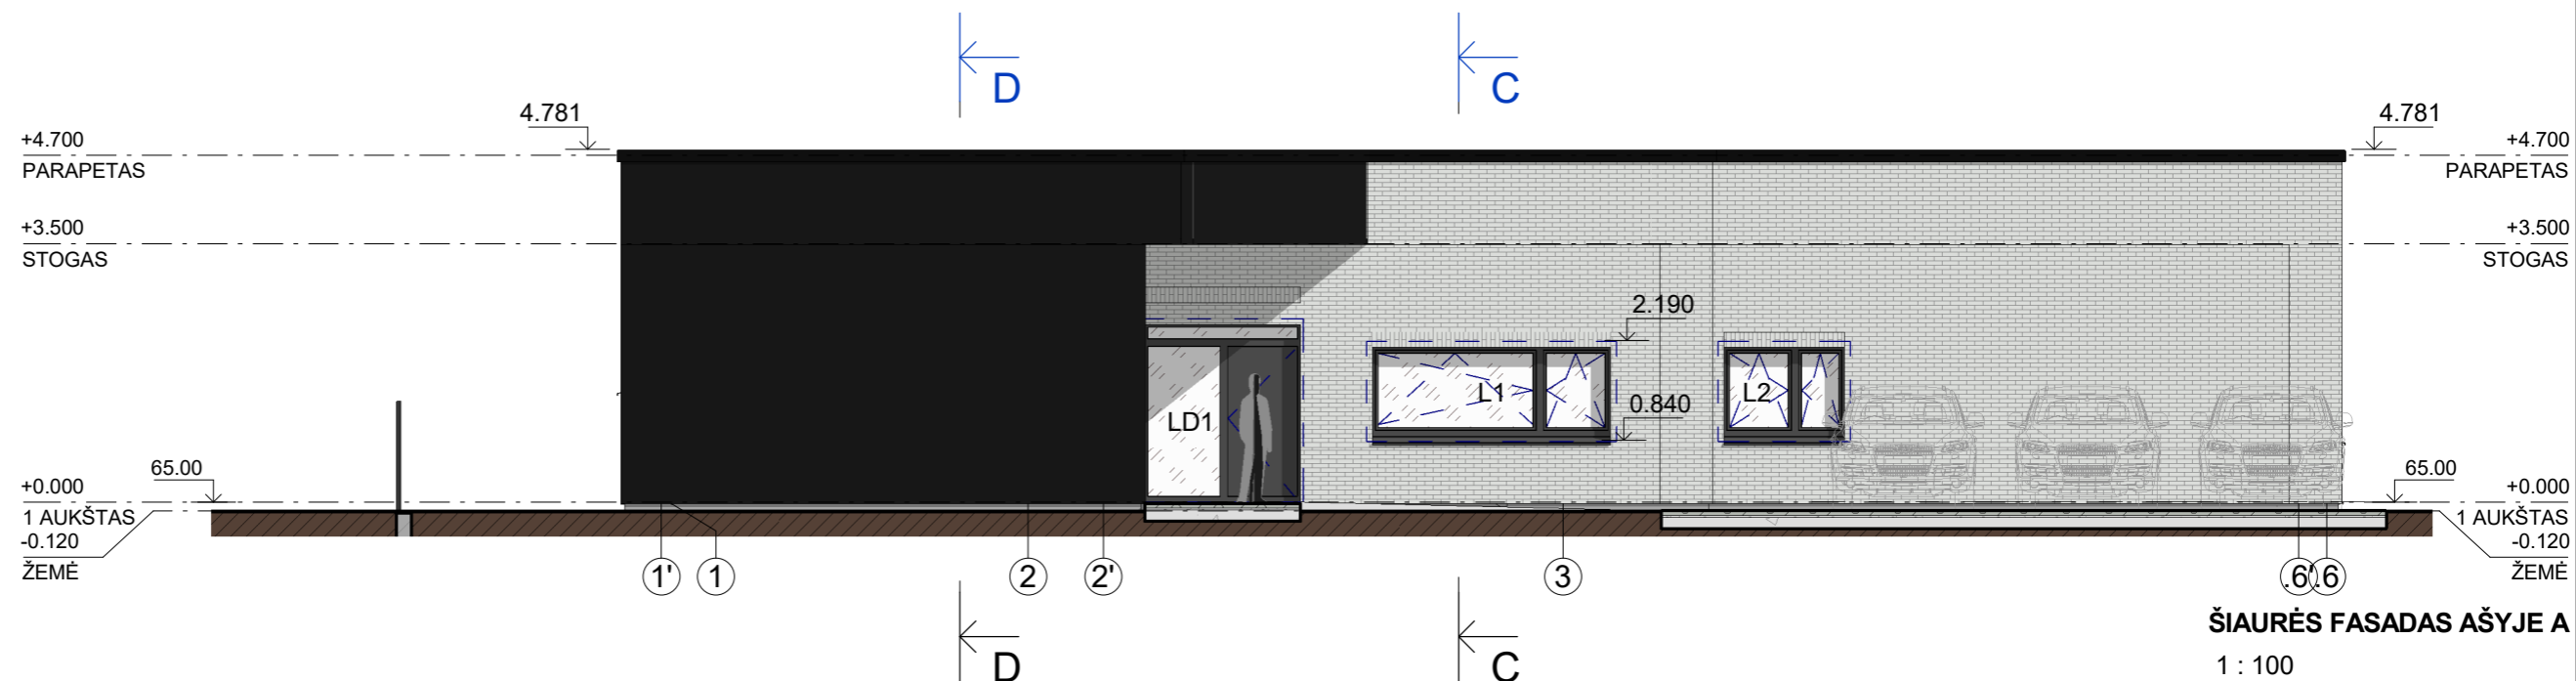 D
C
4.781
4.781
+4.700
PARAPETAS
+4.700
PARAPETAS
+3.500
STOGAS
+3.500
STOGAS
2.190
L1
L2
0.840
LD1
65.00
65.00
+0.000
1 AUKŠTAS
-0.120
ŽEMĖ
+0.000
1 AUKŠTAS
-0.120
ŽEMĖ
1' 1 2 2' 3 .6' .6
ŠIAURĖS FASADAS AŠYJE A
D
C
1 : 100